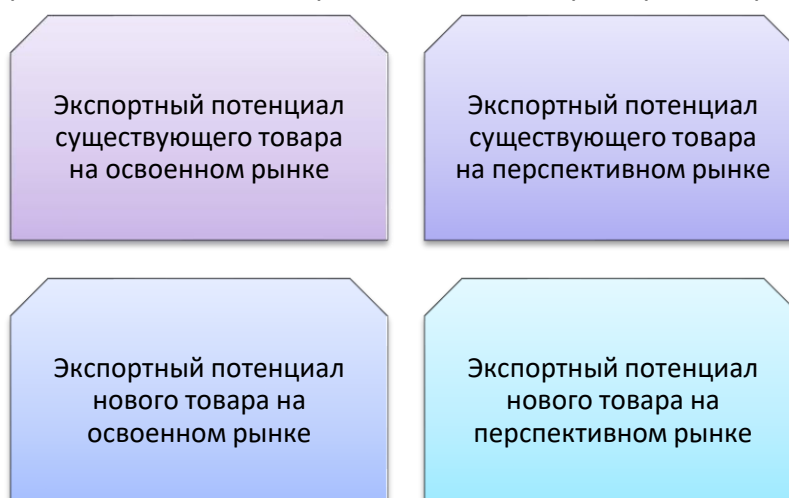 Экспортный потенциал
существующего товара
на освоенном рынке
Экспортный потенциал
существующего товара
на перспективном рынке
Экспортный потенциал
нового товара на
освоенном рынке
Экспортный потенциал
нового товара на
перспективном рынке